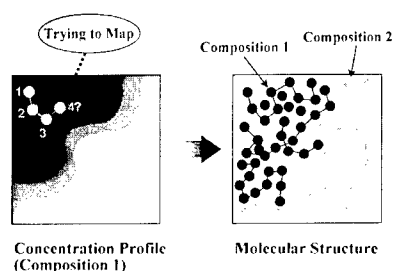 Trying to Map
Composition 1
Composition 2
1
2
3
4?
Concentration Profile
(Composition 1)
Molecular Structure